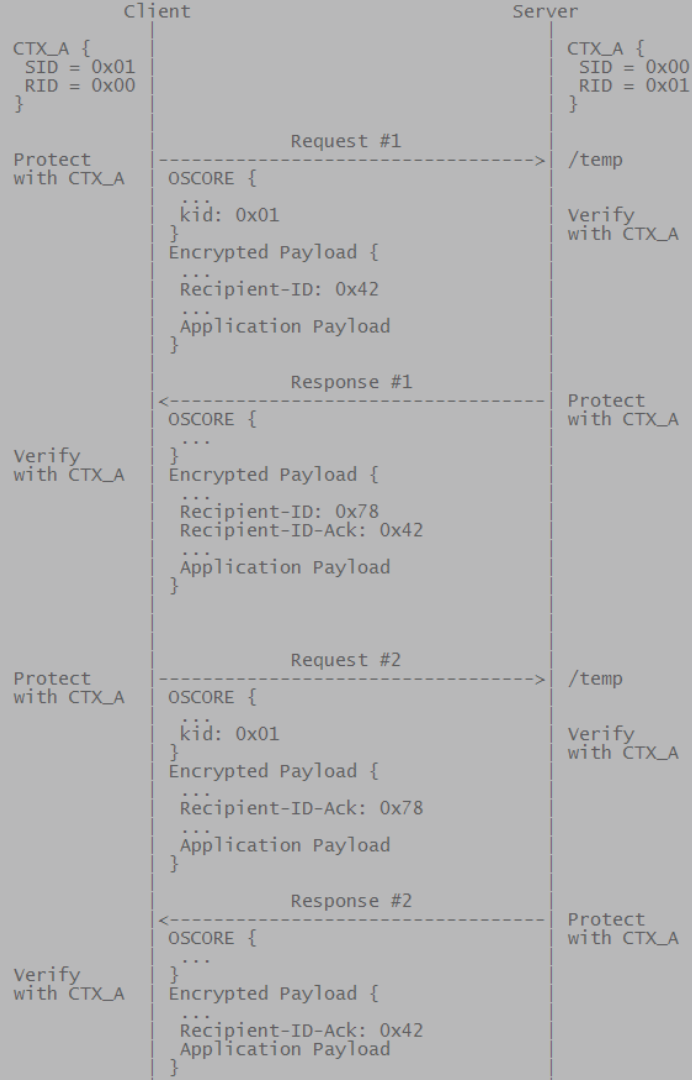 Client                             Server
CTX_A {                                            CTX_A {
 SID = 0x01                                         SID = 0x00
 RID = 0x00                                         RID = 0x01
}                                                  }
                         Request #1
Protect      |---------------------------------->| /temp
with CTX_A    OSCORE {
               ...
               kid: 0x01                           Verify
              }                                    with CTX_A
              Encrypted Payload {
               ...
               Recipient-ID: 0x42
               ...
               Application Payload
              }
                         Response #1
             |<----------------------------------| Protect
              OSCORE {                             with CTX_A
               ...
Verify        }
with CTX_A    Encrypted Payload {
               ...
               Recipient-ID: 0x78
               Recipient-ID-Ack: 0x42
               ...
               Application Payload
              }
                         Request #2
Protect      |---------------------------------->| /temp
with CTX_A    OSCORE {
               ...
               kid: 0x01                           Verify
              }                                    with CTX_A
              Encrypted Payload {
               ...
               Recipient-ID-Ack: 0x78
               ...
               Application Payload
              }
                         Response #2
             |<----------------------------------| Protect
              OSCORE {                             with CTX_A
               ...
Verify        }
with CTX_A    Encrypted Payload {
               ...
               Recipient-ID-Ack: 0x42
               Application Payload
              }